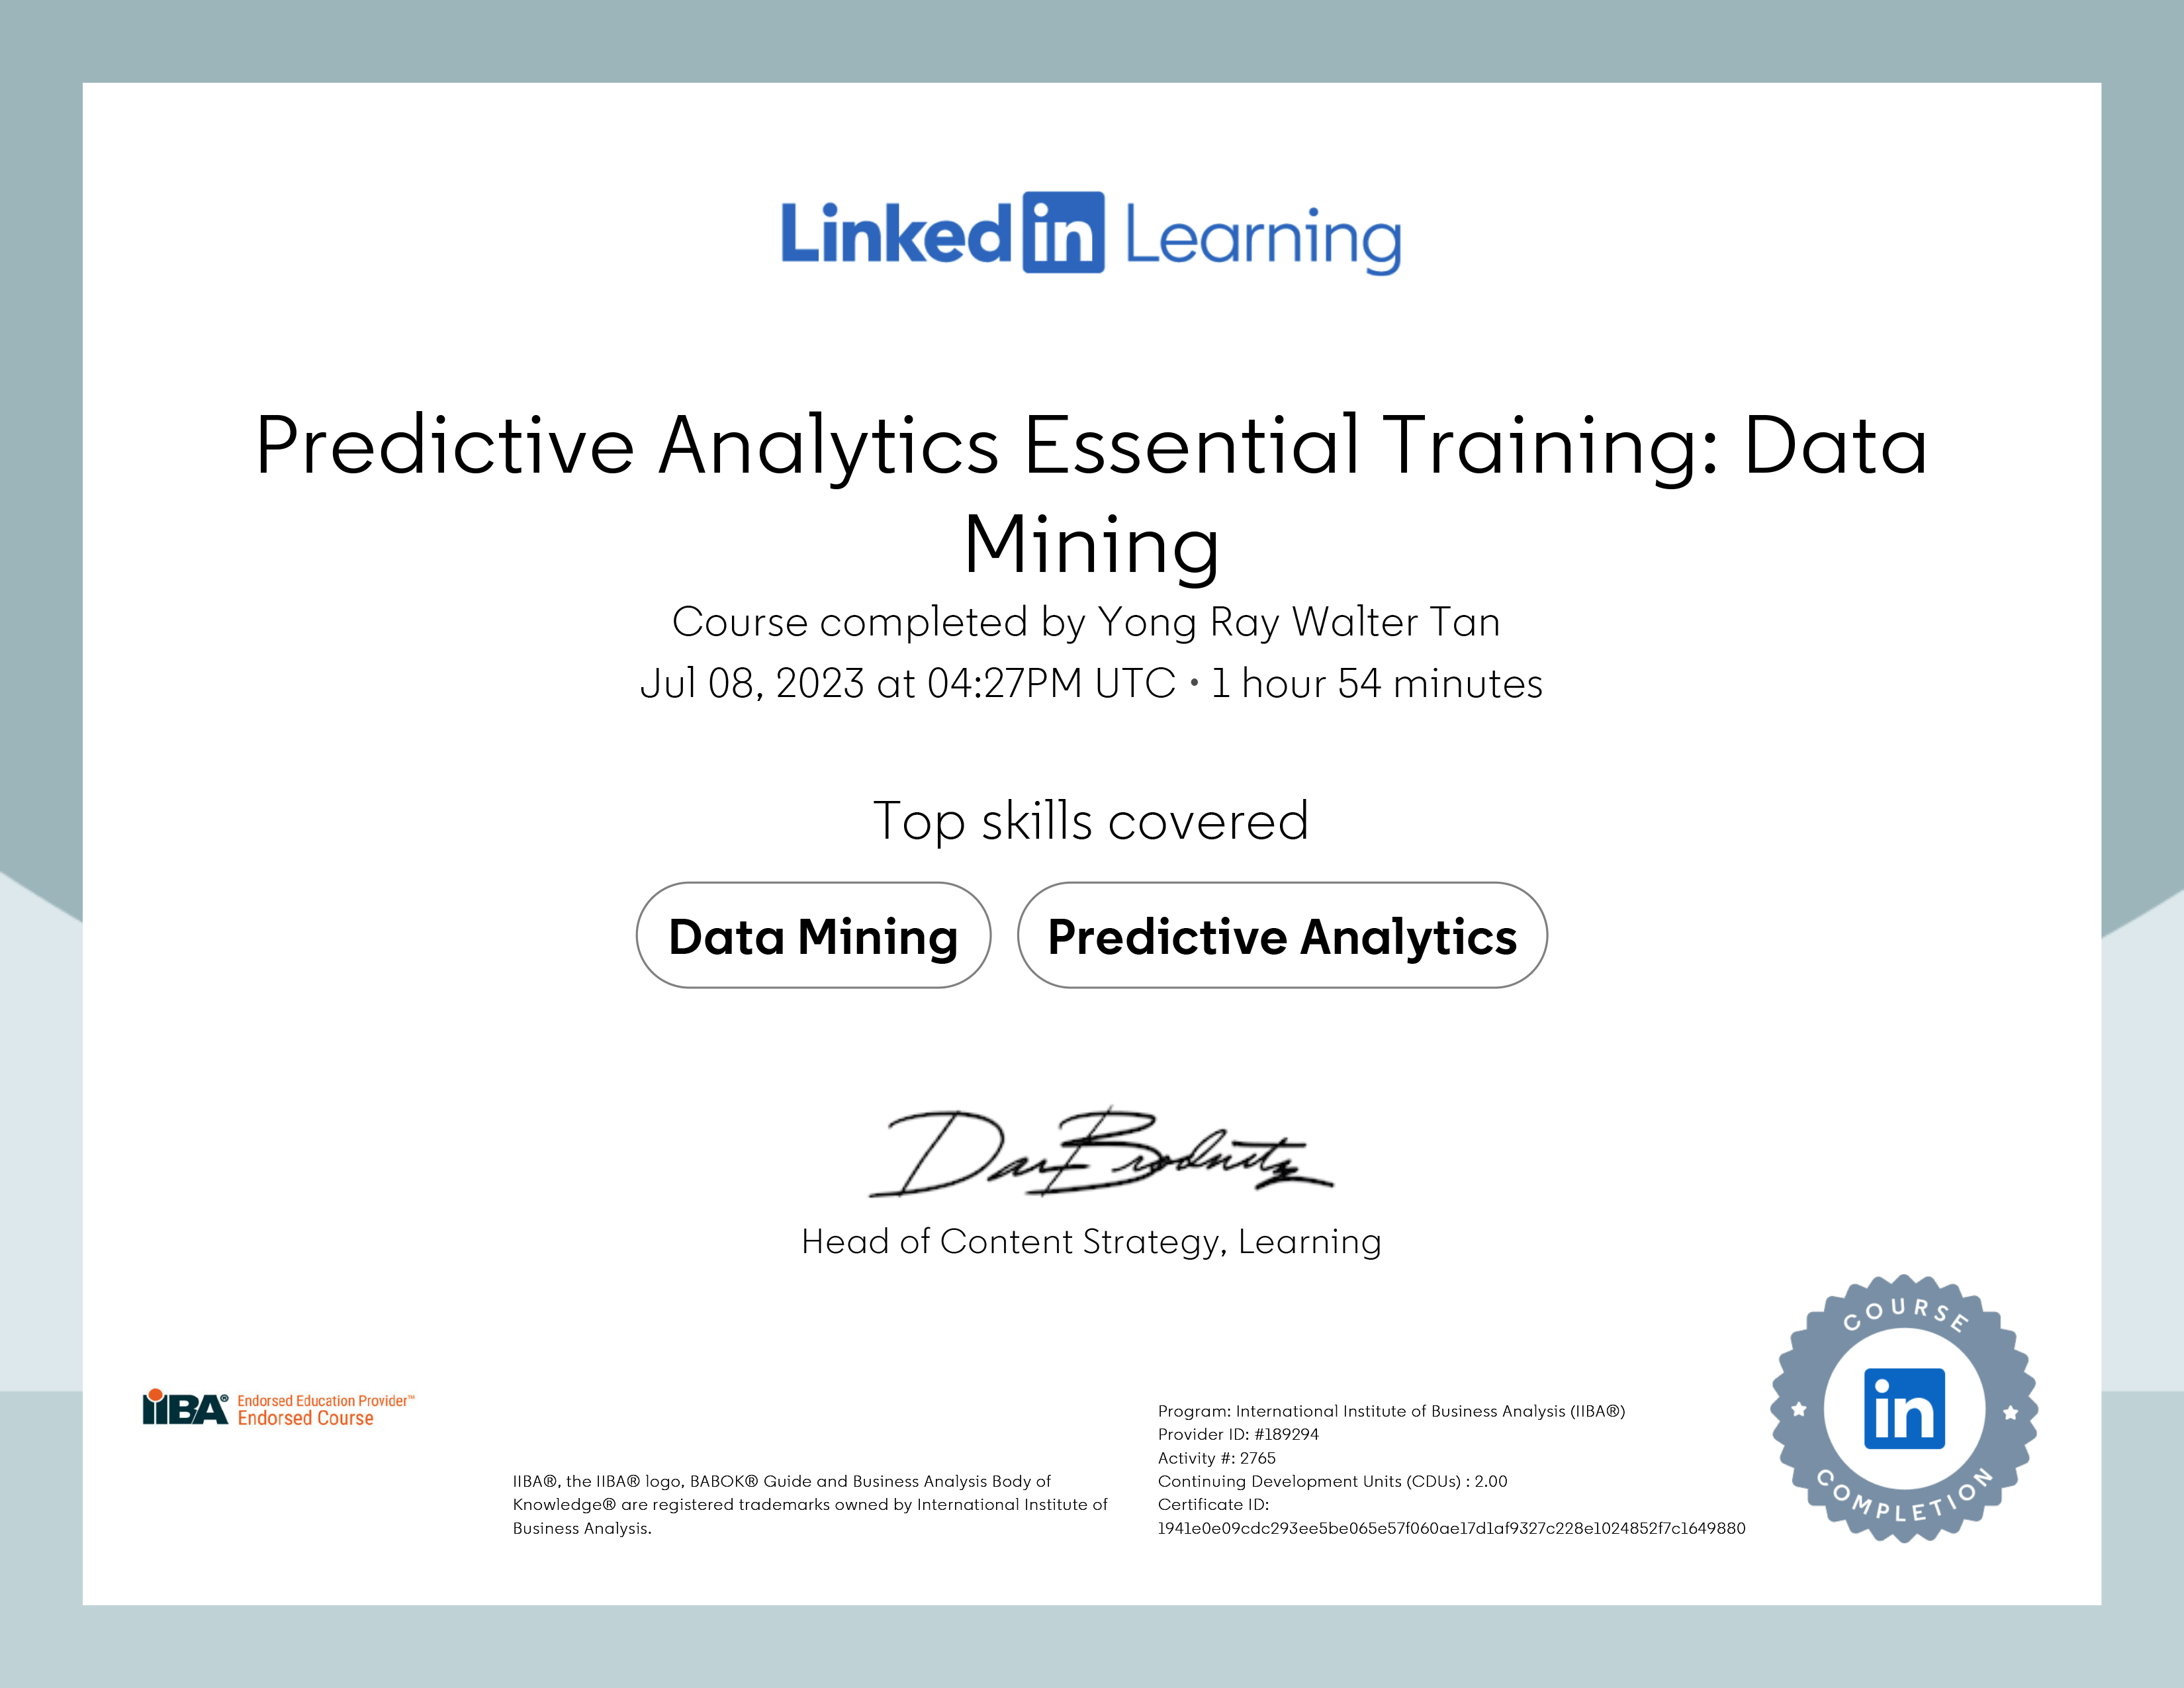 Linked in Learning
Predictive Analytics Essential Training: Data
Mining
Course completed by Yong Ray Walter Tan
Jul 08, 2023 at 04:27PM UTC • 1 hour 54 minutes
Top skills covered
Data Mining
Predictive Analytics
Dan Brodnitz
Head of Content Strategy, Learning
IIBA® Endorsed Education Provider™
Endorsed Course
IIBA®, the IIBA® logo, BABOK® Guide and Business Analysis Body of
Knowledge® are registered trademarks owned by International Institute of
Business Analysis.
Program: International Institute of Business Analysis (IIBA®)
Provider ID: #189294
Activity #: 2765
Continuing Development Units (CDUs) : 2.00
Certificate ID:
1941e0e09cdc293ee5be065e57f060ae17d1af9327c228e1024852f7c1649880
COURSE
in
COMPLETION